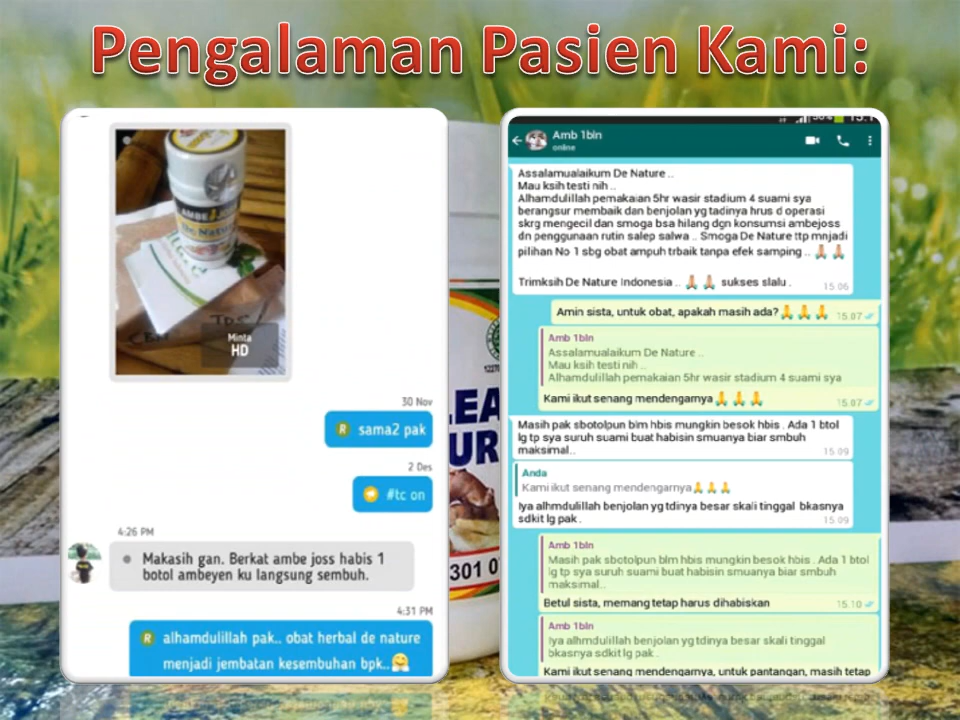 Pengalaman Pasien Kami:
AMBEJOSS
De Nature
TDS
Minta
HD
30 Nov
R sama2 pak
2 Des
#tc on
4:26 PM
Makasih gan. Berkat ambe joss habis 1
botol ambeyen ku langsung sembuh.
4:31 PM
R alhamdulillah pak.. obat herbal de nature
menjadi jembatan kesembuhan bpk..🤗
LEA
UR
301 0
50% 15.1
Amb 1bln
online
Assalamualaikum De Nature ..
Mau ksih testi nih ..
Alhamdulillah pemakaian 5hr wasir stadium 4 suami sya
berangsur membaik dan benjolan yg tadinya hrus d operasi
skrg mengecil dan smoga bsa hilang dgn konsumsi ambejoss
dn penggunaan rutin salep salwa .. Smoga De Nature ttp mnjadi
pilihan No 1 sbg obat ampuh trbaik tanpa efek samping .. 🙏🙏
Trimksih De Nature Indonesia .. 🙏🙏 sukses slalu .
15.06
Amin sista, untuk obat, apakah masih ada?🙏🙏🙏 15.07
Amb 1bln
Assalamualaikum De Nature ..
Mau ksih testi nih ..
Alhamdulillah pemakaian 5hr wasir stadium 4 suami sya
Kami ikut senang mendengarnya🙏🙏🙏 15.07
Masih pak sbotolpun blm hbis mungkin besok hbis . Ada 1 btol
lg tp sya suruh suami buat habisin smuanya biar smbuh
maksimal..
15.09
Anda
Kami ikut senang mendengarnya🙏🙏🙏
Iya alhmdulillah benjolan yg tdinya besar skali tinggal bkasnya
sdkit lg pak .
15.09
Amb 1bln
Masih pak sbotolpun blm hbis mungkin besok hbis . Ada 1 btol
lg tp sya suruh suami buat habisin smuanya biar smbuh
maksimal..
Betul sista, memang tetap harus dihabiskan 15.10
Amb 1bln
Iya alhmdulillah benjolan yg tdinya besar skali tinggal
bkasnya sdkit lg pak .
Kami ikut senang mendengarnya, untuk pantangan, masih tetap